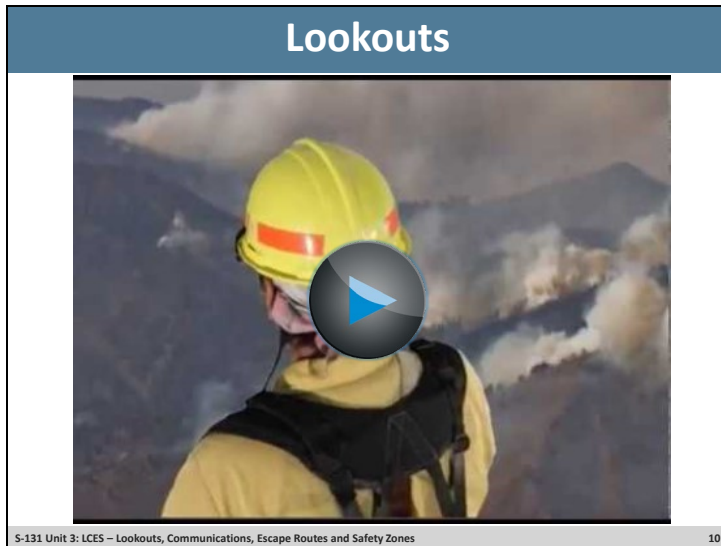 Lookouts
S-131 Unit 3: LCES – Lookouts, Communications, Escape Routes and Safety Zones 10